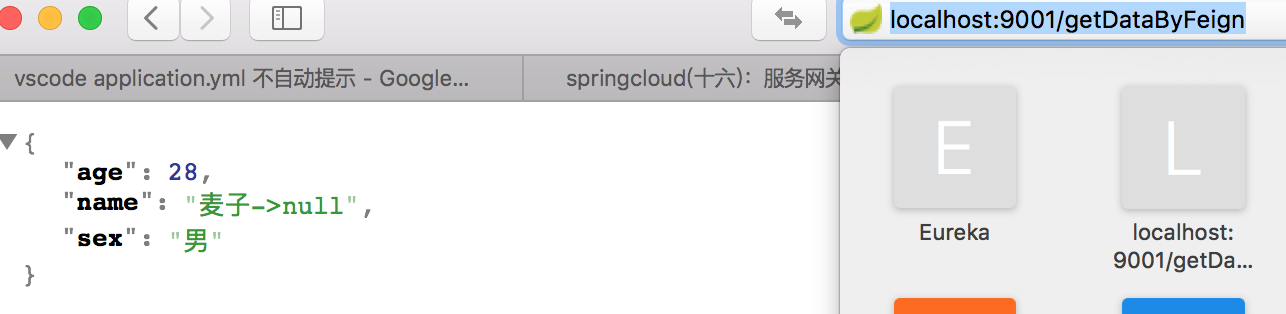 localhost:9001/getDataByFeign
vscode application.yml 不自动提示 - Google...
springcloud(十六)：服务网关
{
"age": 28,
"name": "麦子->null",
"sex": "男"
}
E
L
Eureka
localhost:
9001/getDa...